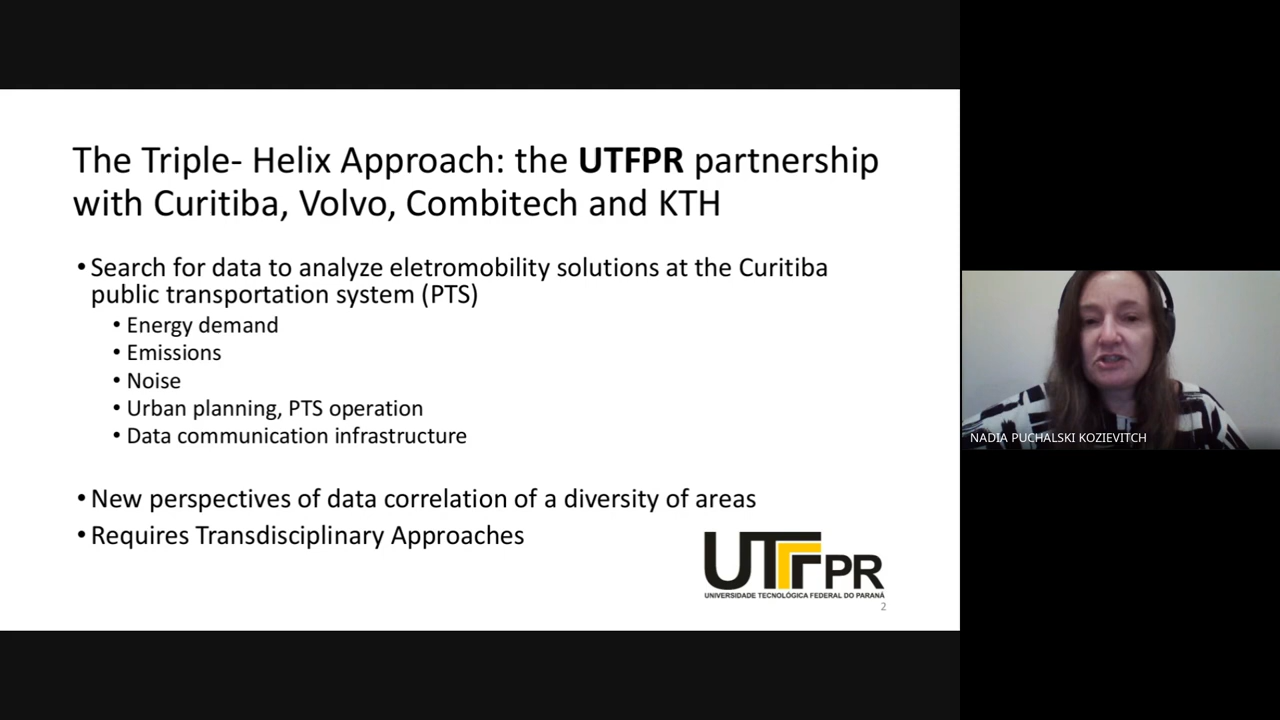 The Triple- Helix Approach: the UTFPR partnership
with Curitiba, Volvo, Combitech and KTH
• Search for data to analyze eletromobility solutions at the Curitiba
public transportation system (PTS)
• Energy demand
• Emissions
• Noise
• Urban planning, PTS operation
• Data communication infrastructure
• New perspectives of data correlation of a diversity of areas
• Requires Transdisciplinary Approaches
UTFPR
UNIVERSIDADE TECNOLÓGICA FEDERAL DO PARANÁ
2
NADIA PUCHALSKI KOZIEVITCH